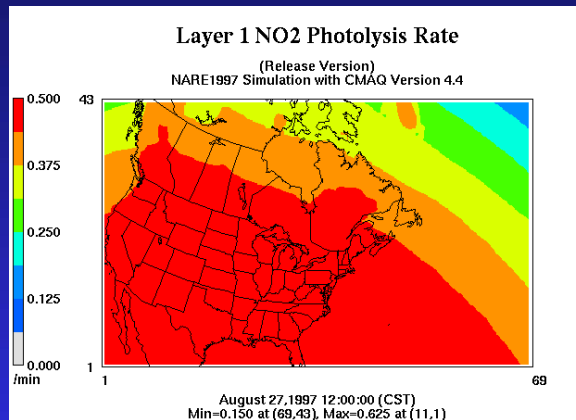 Layer 1 NO2 Photolysis Rate
(Release Version)
NARE1997 Simulation with CMAQ Version 4.4
0.500
0.375
0.250
0.125
0.000
/min
43
1
1
69
August 27,1997 12:00:00 (CST)
Min=0.150 at (69,43), Max=0.625 at (11,1)